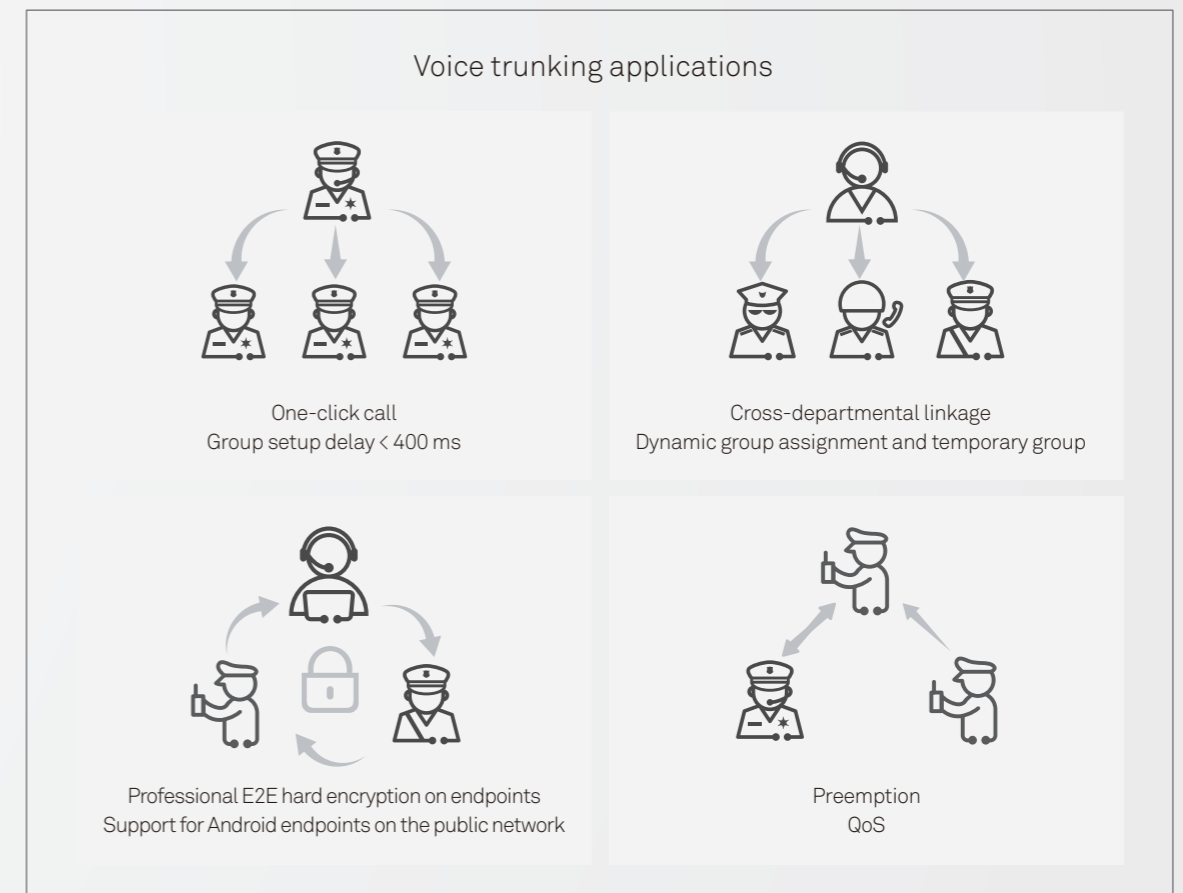 Voice trunking applications
One-click call
Group setup delay < 400 ms
Cross-departmental linkage
Dynamic group assignment and temporary group
Professional E2E hard encryption on endpoints
Support for Android endpoints on the public network
Preemption
QoS